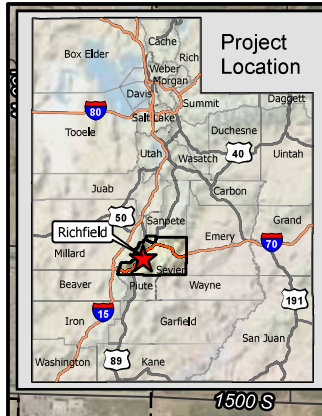 Project
Location
Cache
Box Elder
Rich
Weber
Morgan
Daggett
Davis
Summit
80
Salt Lake
Tooele
Duchesne
40
Utah
Wasatch
Uintah
Juab
Carbon
50
Sanpete
Richfield
Grand
Emery
70
Millard
Sevier
Beaver
Piute
Wayne
15
Iron
Garfield
191
San Juan
Washington
89
Kane
1500 S